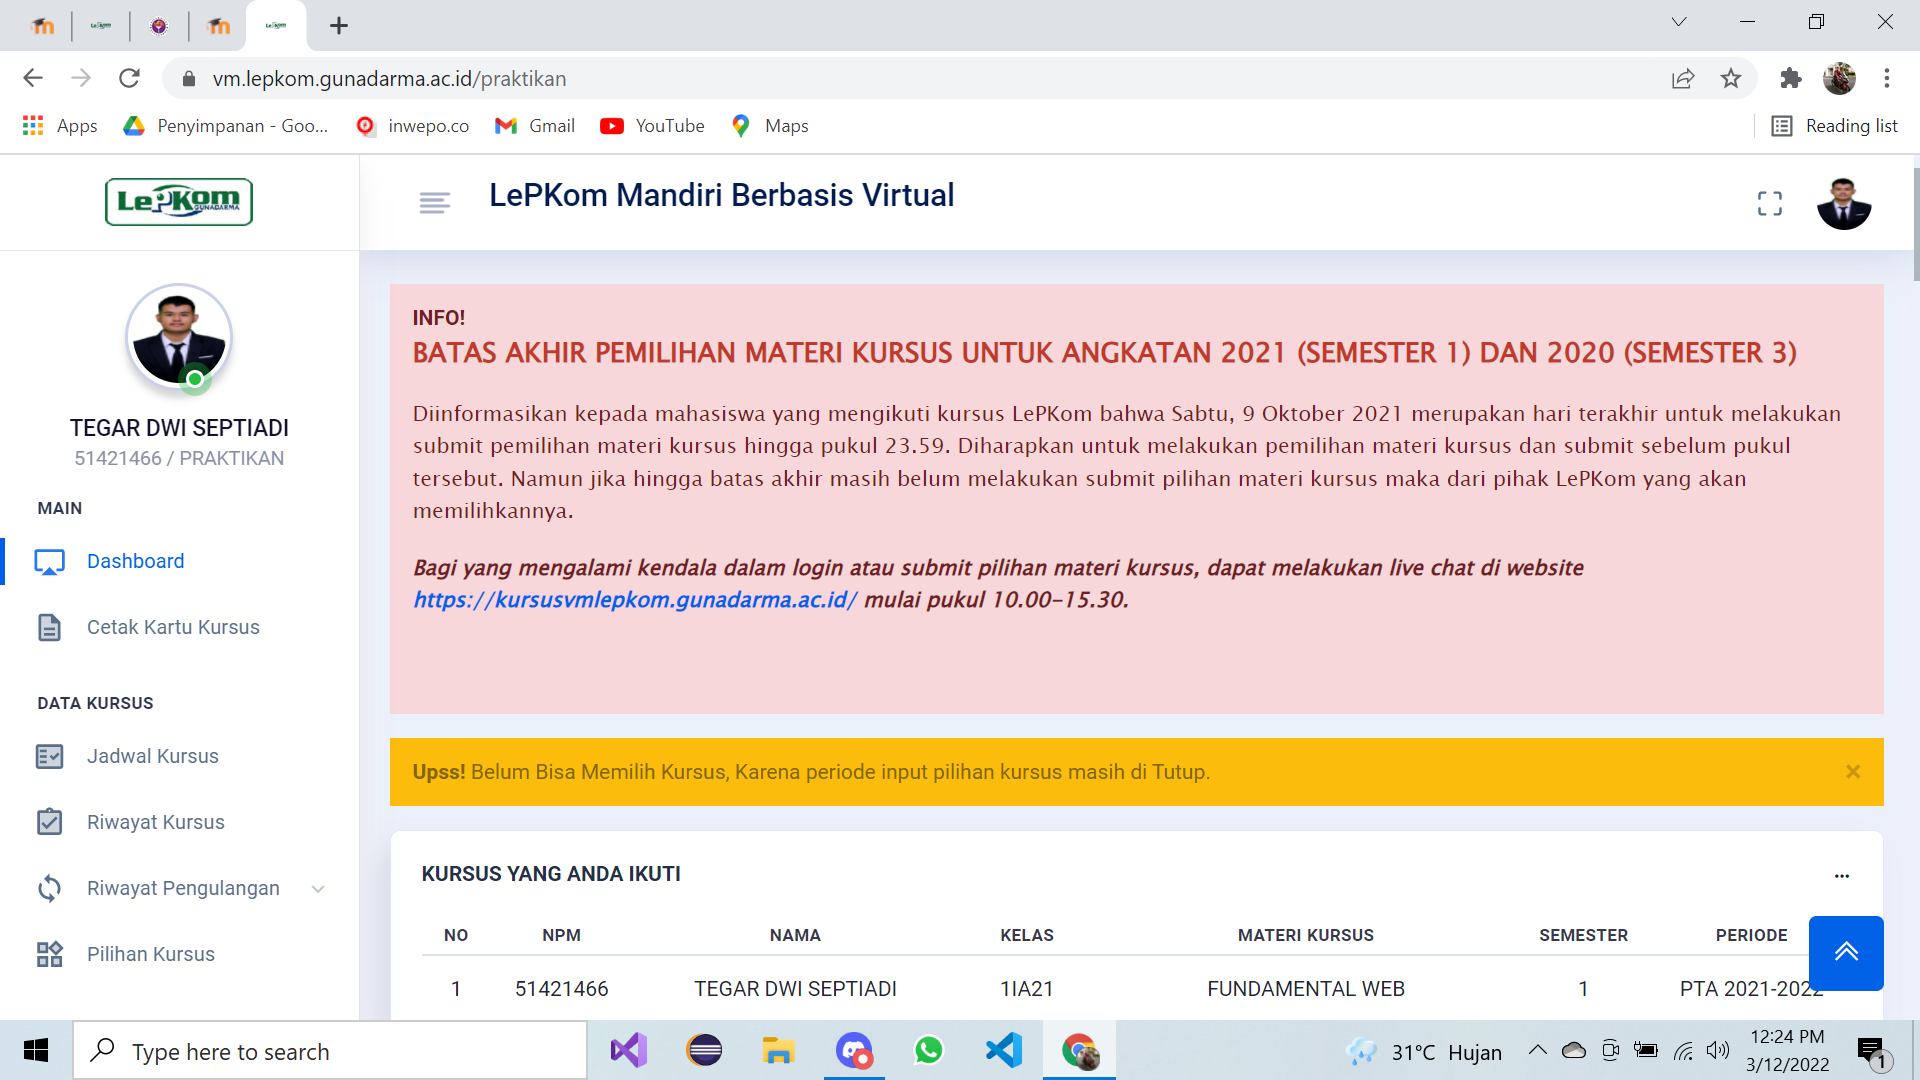 vm.lepkom.gunadarma.ac.id/praktikan
Apps
Penyimpanan - Goo...
inwepo.co
Gmail
YouTube
Maps
Reading list
LePKom
GUNADARMA
LePKom Mandiri Berbasis Virtual
TEGAR DWI SEPTIADI
51421466 / PRAKTIKAN
MAIN
Dashboard
Cetak Kartu Kursus
DATA KURSUS
Jadwal Kursus
Riwayat Kursus
Riwayat Pengulangan
Pilihan Kursus
INFO!
BATAS AKHIR PEMILIHAN MATERI KURSUS UNTUK ANGKATAN 2021 (SEMESTER 1) DAN 2020 (SEMESTER 3)
Diinformasikan kepada mahasiswa yang mengikuti kursus LePKom bahwa Sabtu, 9 Oktober 2021 merupakan hari terakhir untuk melakukan
submit pemilihan materi kursus hingga pukul 23.59. Diharapkan untuk melakukan pemilihan materi kursus dan submit sebelum pukul
tersebut. Namun jika hingga batas akhir masih belum melakukan submit pilihan materi kursus maka dari pihak LePKom yang akan
memilihkannya.
Bagi yang mengalami kendala dalam login atau submit pilihan materi kursus, dapat melakukan live chat di website
https://kursusvmlepkom.gunadarma.ac.id/ mulai pukul 10.00-15.30.
Upss! Belum Bisa Memilih Kursus, Karena periode input pilihan kursus masih di Tutup.
×
KURSUS YANG ANDA IKUTI
...
NO NPM NAMA KELAS MATERI KURSUS SEMESTER PERIODE
1 51421466 TEGAR DWI SEPTIADI 1IA21 FUNDAMENTAL WEB 1 PTA 2021-2022
Type here to search
31°C Hujan
12:24 PM
3/12/2022
1